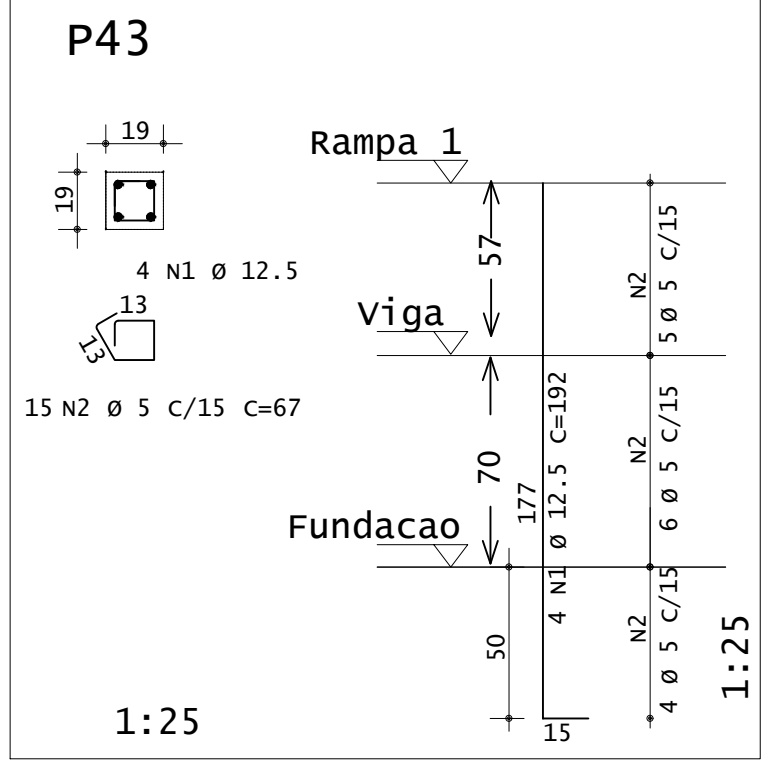 P43
19
19
4 N1 Ø 12.5
13
13
15 N2 Ø 5 C/15 C=67
1:25
Rampa 1
57
Viga
70
Fundacao
50
177
4 N1 Ø 12.5 C=192
15
N2
5 Ø 5 C/15
N2
6 Ø 5 C/15
N2
4 Ø 5 C/15
1:25